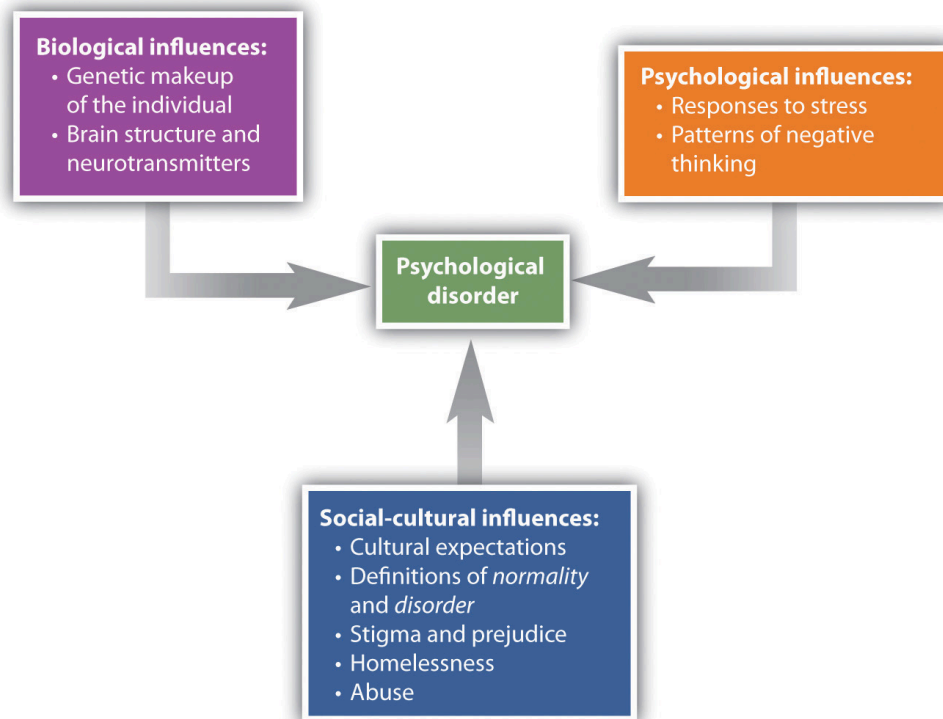 Biological influences:
• Genetic makeup
of the individual
• Brain structure and
neurotransmitters
Psychological influences:
• Responses to stress
• Patterns of negative
thinking
Psychological
disorder
Social-cultural influences:
• Cultural expectations
• Definitions of normality
and disorder
• Stigma and prejudice
• Homelessness
• Abuse